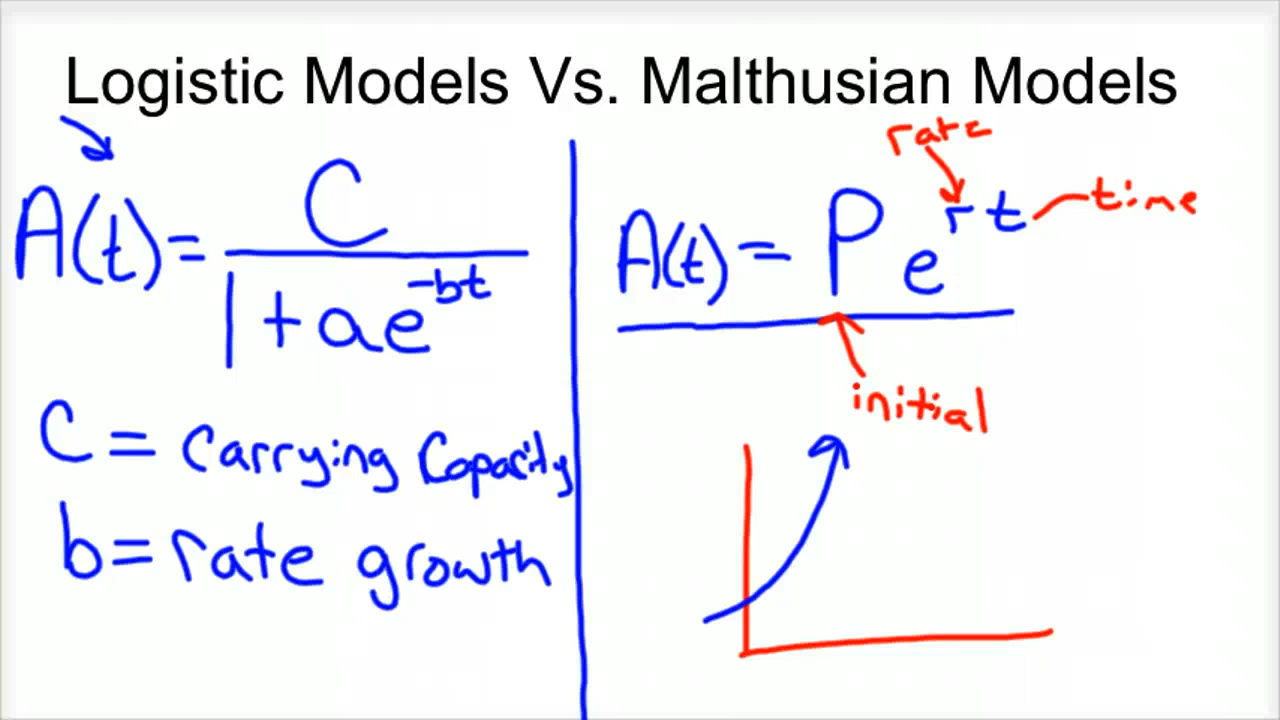 Logistic Models Vs. Malthusian Models
A(t) = C / 1 + ae^-bt
C = Carrying Capacity
b = rate growth
rate
A(t) = Pe^rt
time
initial